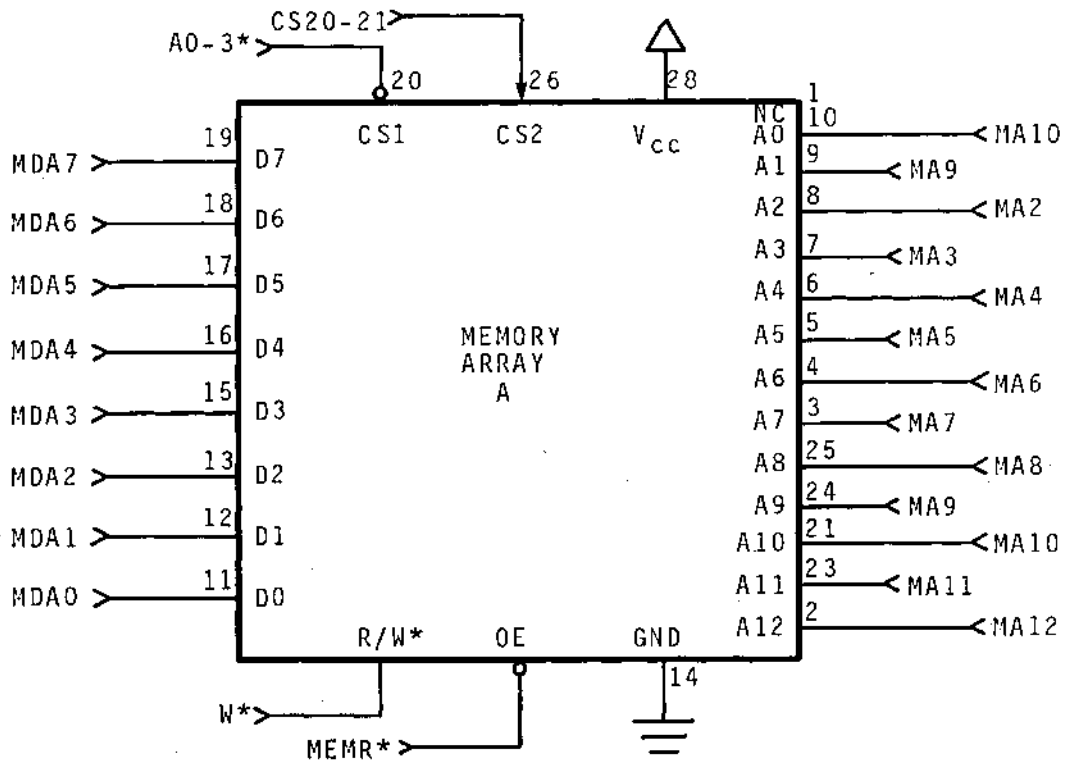 CS20-21
A0-3*
20
26
28
1
CS1
CS2
Vcc
NC
MDA7
19
D7
MDA6
18
D6
MDA5
17
D5
MDA4
16
D4
MDA3
15
D3
MDA2
13
D2
MDA1
12
D1
MDA0
11
D0
MEMORY
ARRAY
A
A0
10
MA10
A1
9
MA9
A2
8
MA2
A3
7
MA3
A4
6
MA4
A5
5
MA5
A6
4
MA6
A7
3
MA7
A8
25
MA8
A9
24
MA9
A10
21
MA10
A11
23
MA11
A12
2
MA12
R/W*
OE
GND
14
W*
MEMR*